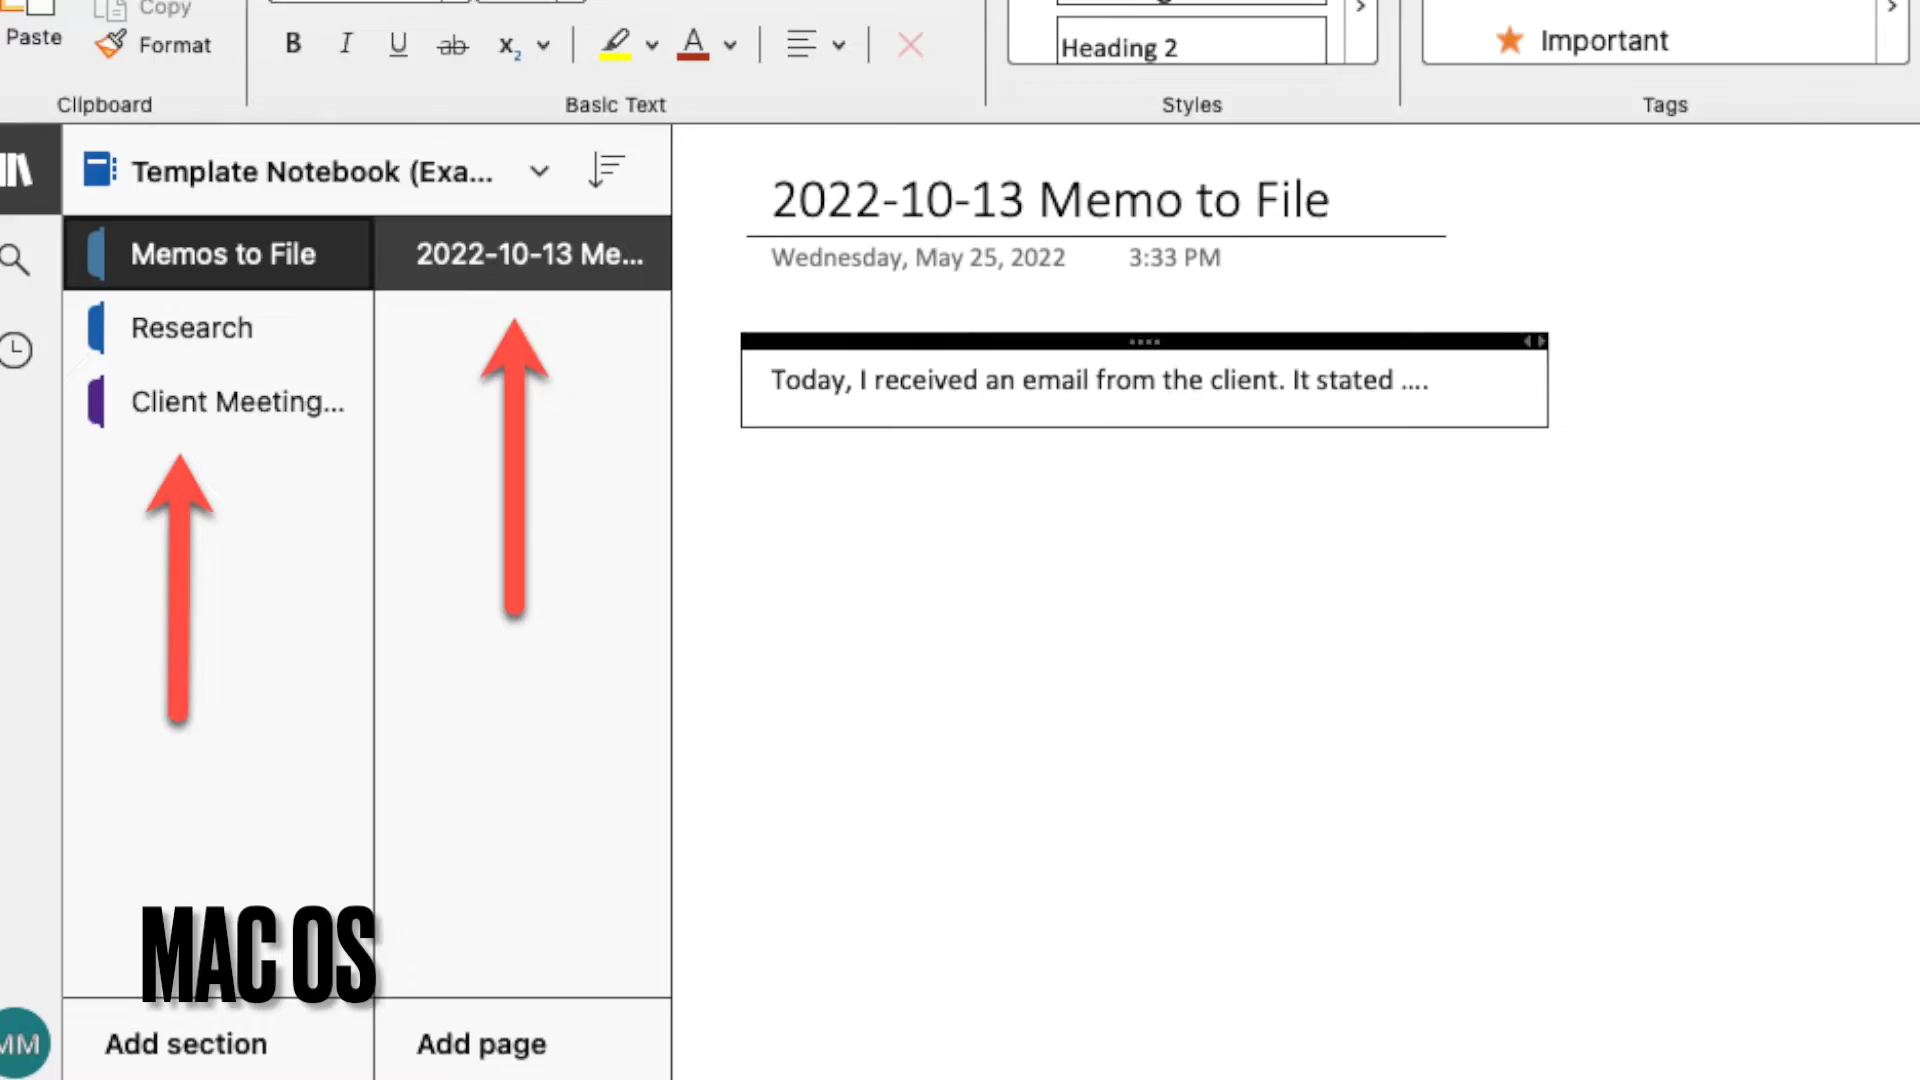 Copy
Paste
Format
B I U ab x2 A
Heading 2
Important
Clipboard
Basic Text
Styles
Tags
Template Notebook (Exa...
2022-10-13 Memo to File
Memos to File
2022-10-13 Me...
Wednesday, May 25, 2022 3:33 PM
Research
Today, I received an email from the client. It stated ....
Client Meeting...
MAC OS
Add section
Add page
MM